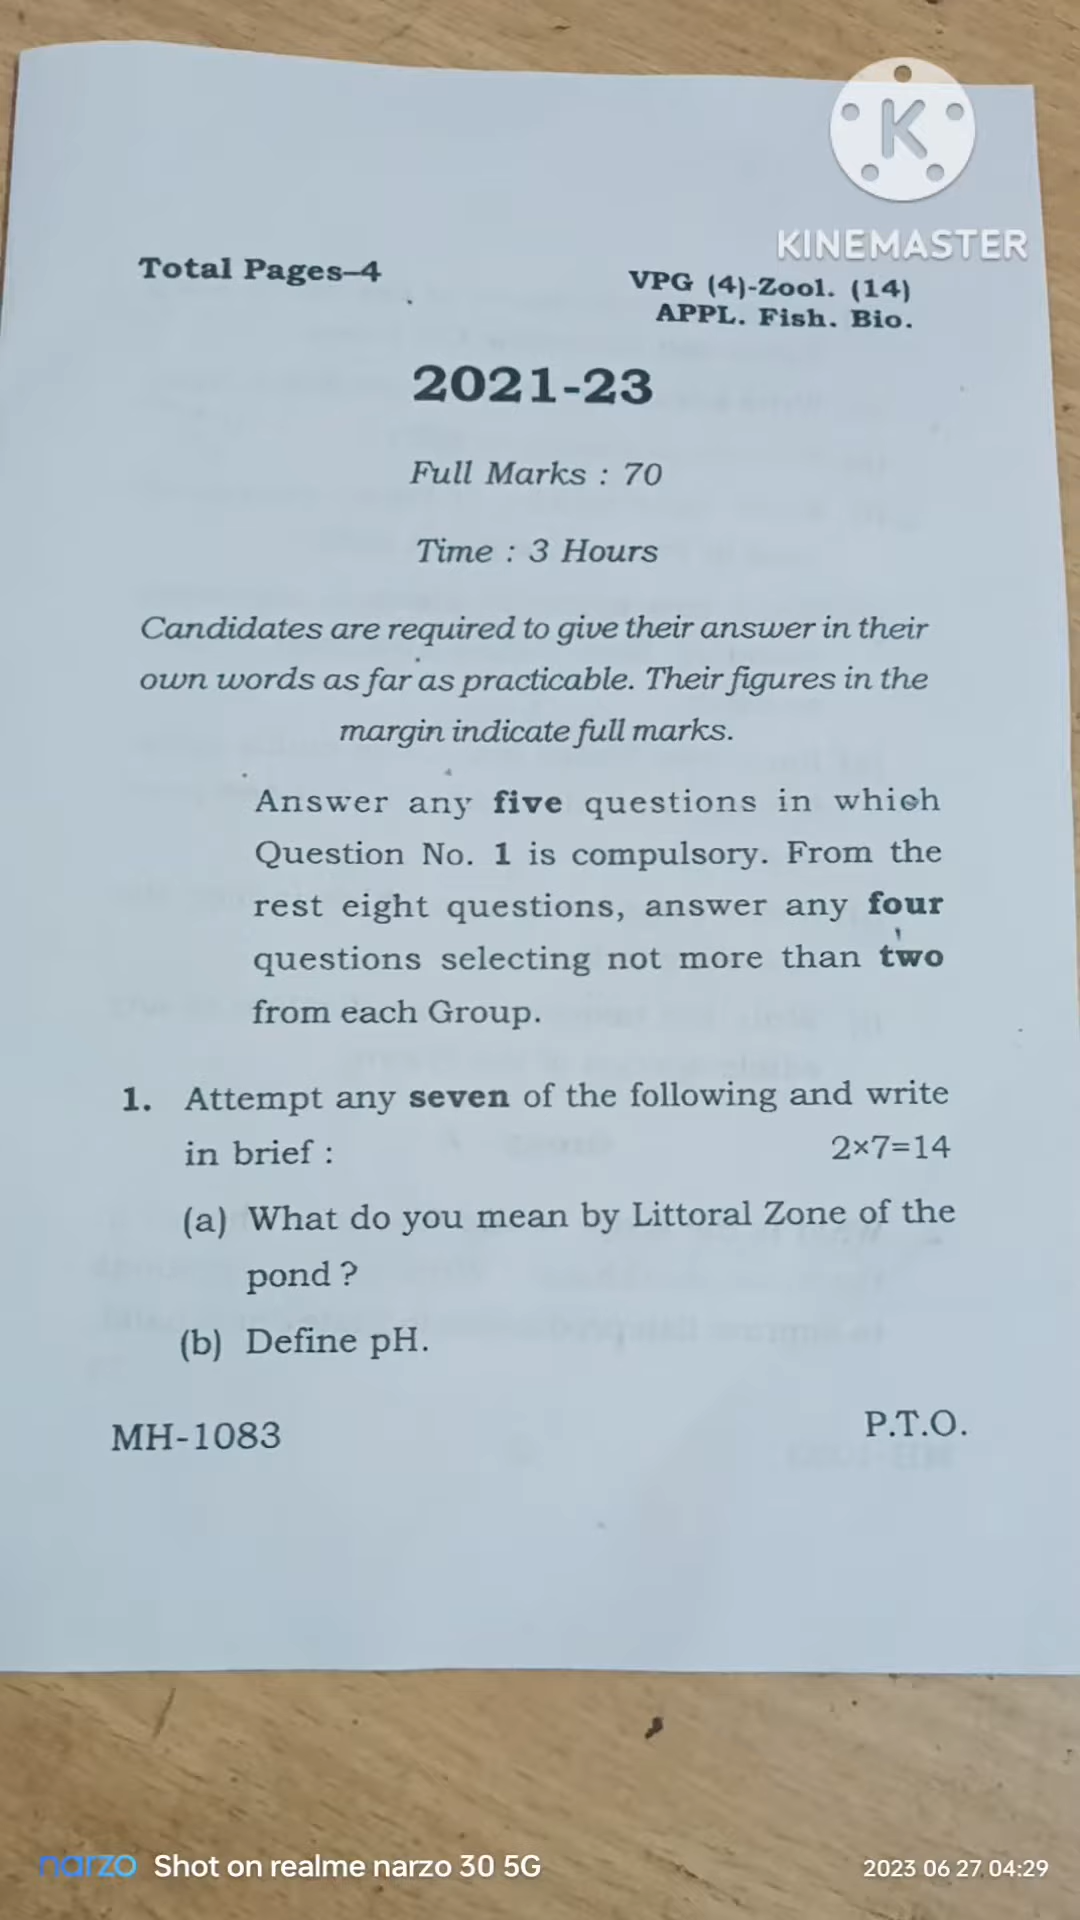 K
KINEMASTER
Total Pages–4
VPG (4)-Zool. (14)
APPL. Fish. Bio.
2021-23
Full Marks : 70
Time : 3 Hours
Candidates are required to give their answer in their
own words as far as practicable. Their figures in the
margin indicate full marks.
Answer any five questions in which
Question No. 1 is compulsory. From the
rest eight questions, answer any four
questions selecting not more than two
from each Group.
1. Attempt any seven of the following and write
in brief : 2×7=14
(a) What do you mean by Littoral Zone of the
pond ?
(b) Define pH.
MH-1083 P.T.O.
narzo Shot on realme narzo 30 5G 2023 06 27 04:29